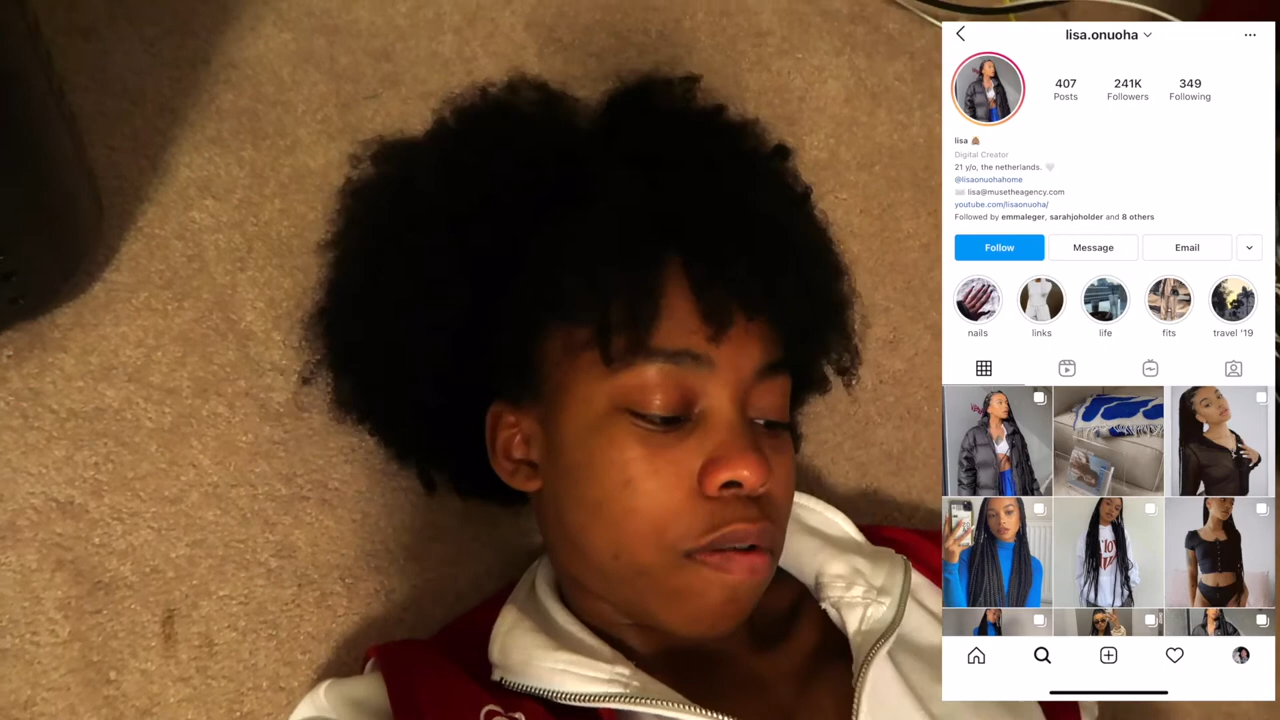 lisa.onuoha
407 241K 349
Posts Followers Following
lisa
Digital Creator
21 y/o, the netherlands.
@lisaonuohahome
lisa@musetheagency.com
youtube.com/lisaonuoha/
Followed by emmaleger, sarahjoholder and 8 others
Follow Message Email
nails links life fits travel '19